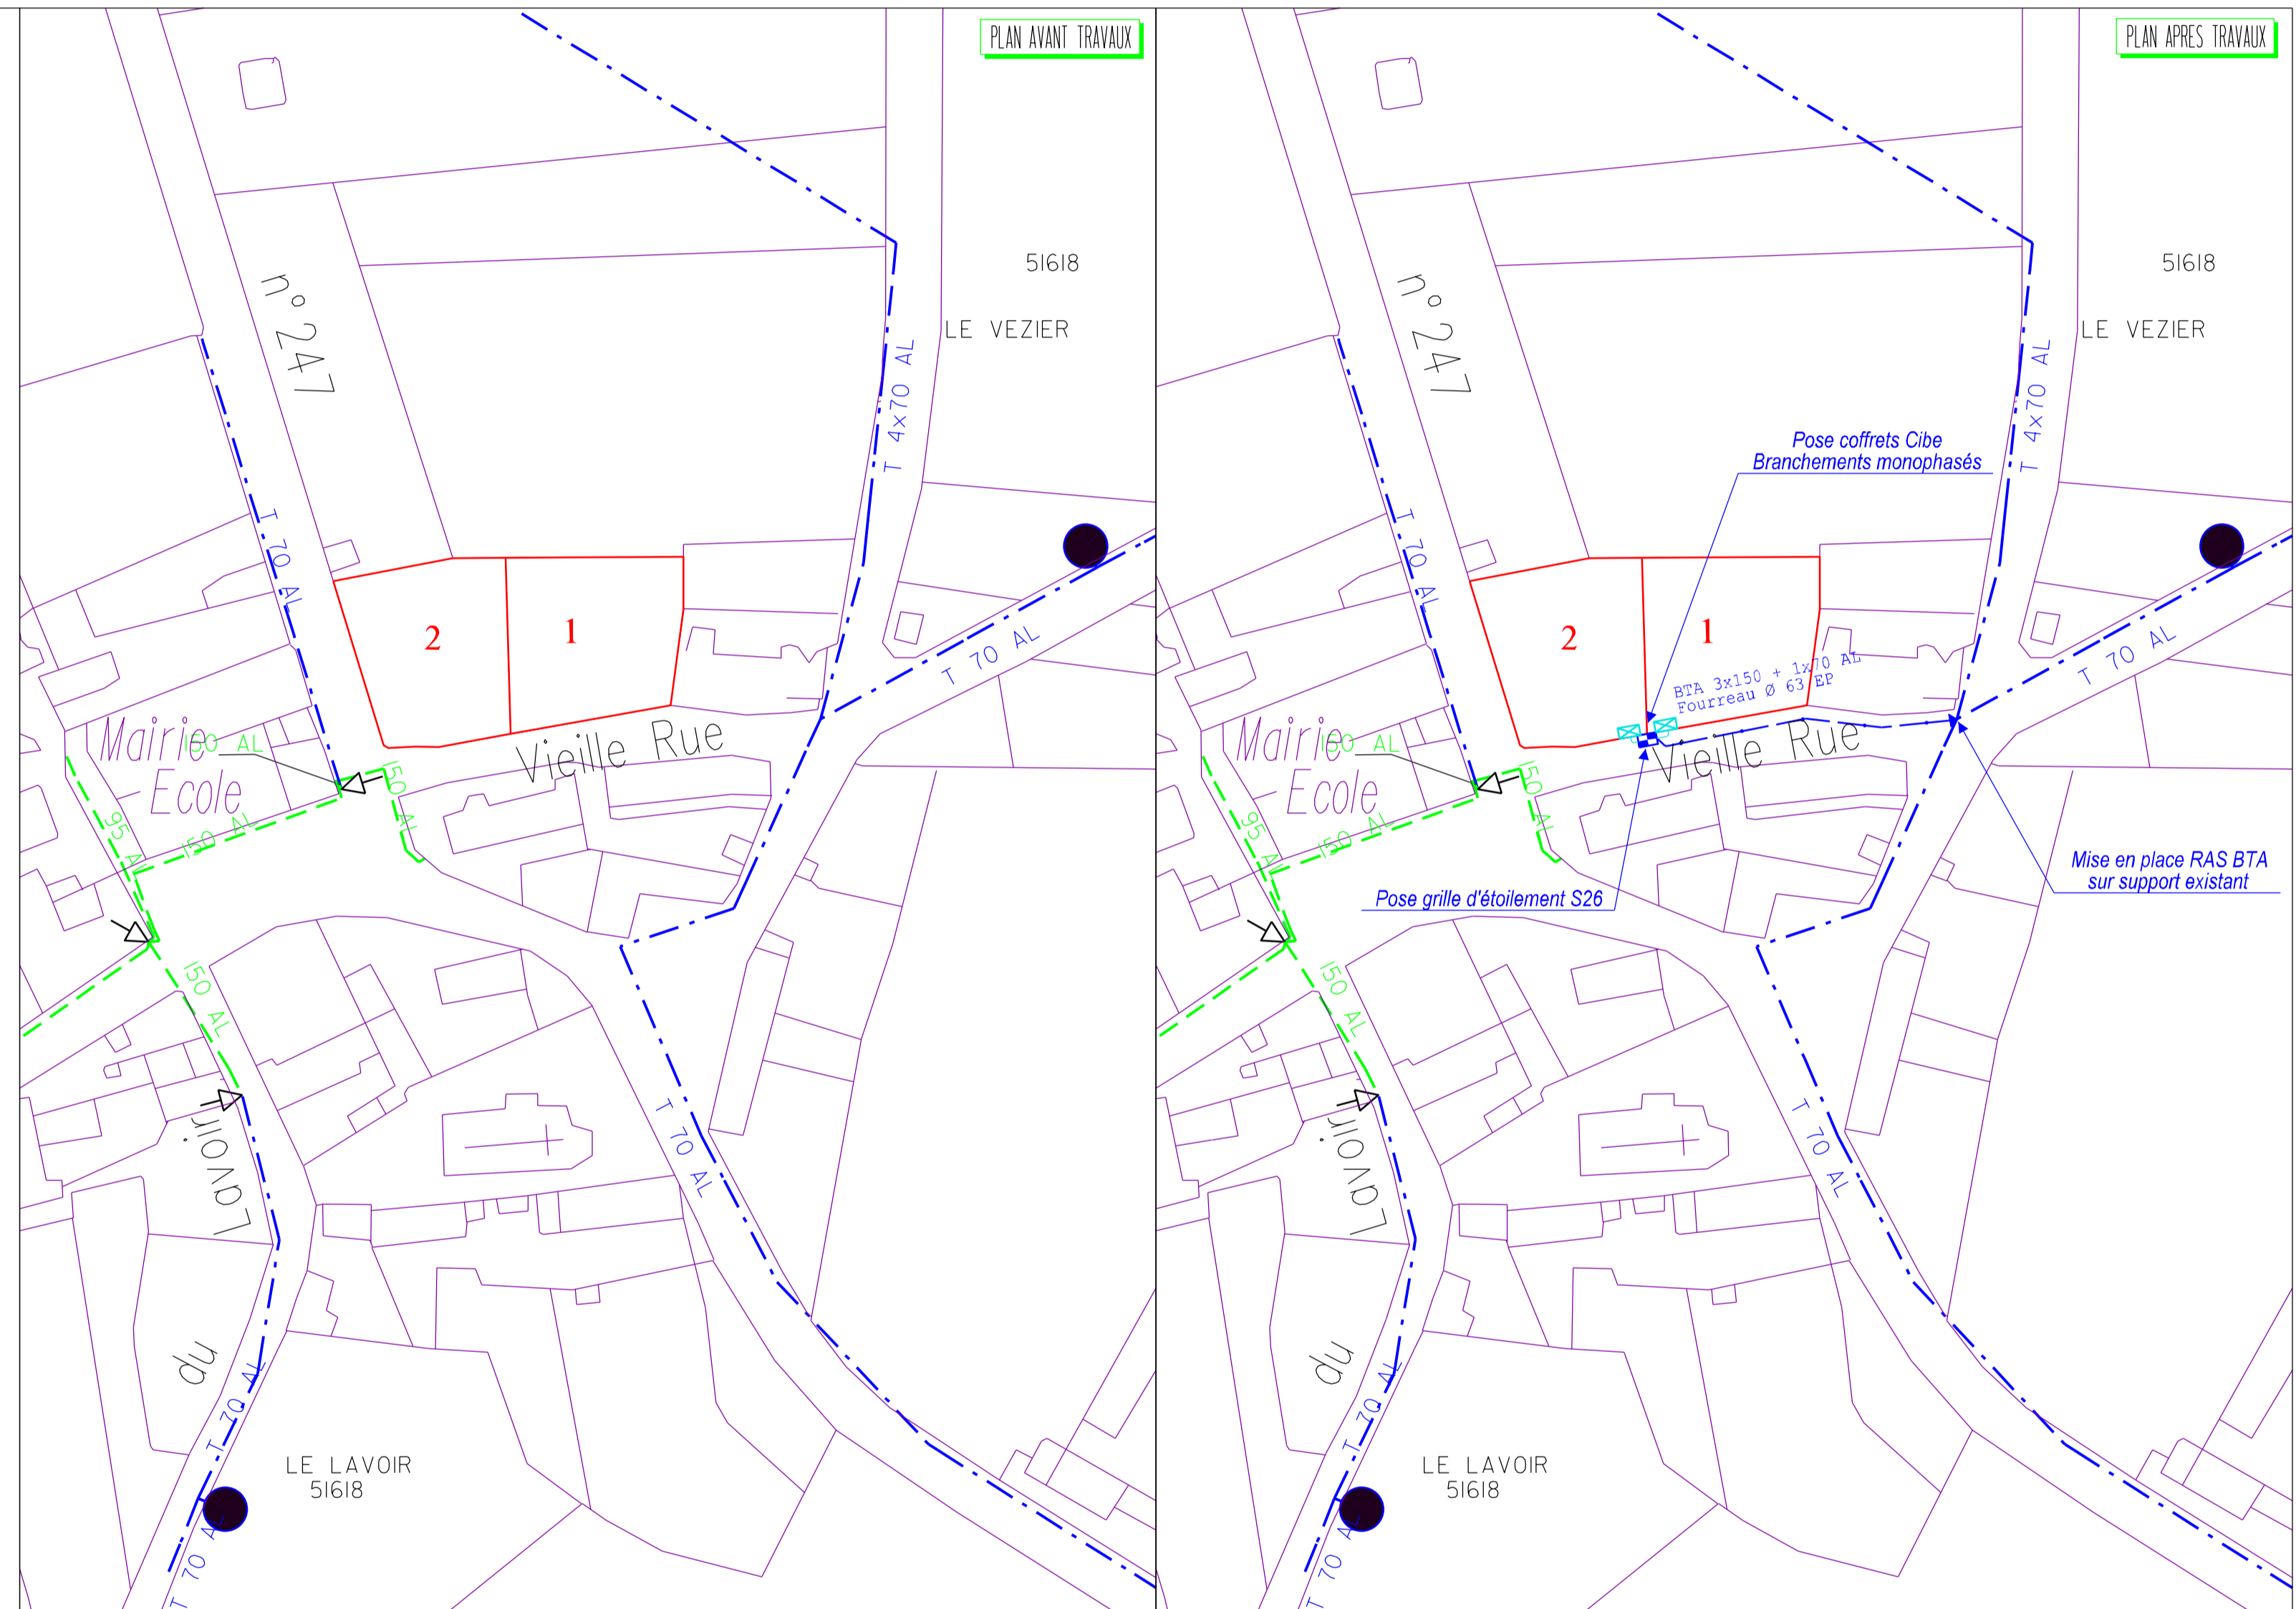 PLAN AVANT TRAVAUX
n° 247
51618
LE VEZIER
T 4x70 AL
T 70 AL
2
1
T 70 AL
Mairie
Ecole
150 AL
150 AL
150 AL
95 AL
Vieille Rue
150 AL
T 70 AL
Lavoir
du
T 70 AL
LE LAVOIR
51618
T 70 AL
PLAN APRES TRAVAUX
n° 247
51618
LE VEZIER
T 4x70 AL
Pose coffrets Cibe
Branchements monophasés
T 70 AL
2
1
T 70 AL
BTA 3x150 + 1x70 AL
Fourreau Ø 63 EP
Mairie
Ecole
150 AL
150 AL
150 AL
95 AL
Vieille Rue
Mise en place RAS BTA
sur support existant
Pose grille d'étoilement S26
150 AL
T 70 AL
Lavoir
du
T 70 AL
LE LAVOIR
51618
T 70 AL